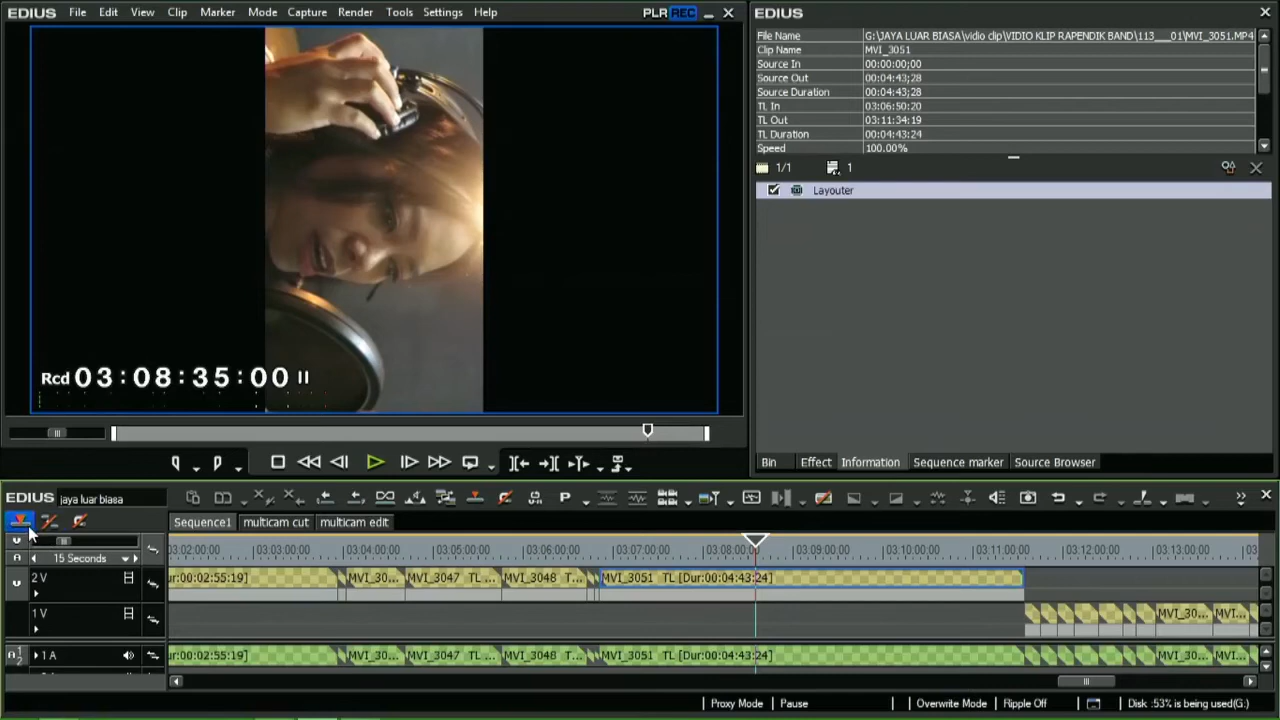 EDIUS File Edit View Clip Marker Mode Capture Render Tools Settings Help PLR REC
Rcd 03:08:35:00
EDIUS
File Name G:\JAYA LUAR BIASA\vidio clip\VIDIO KLIP RAPENDIK BAND\113___01\MVI_3051.MP4
Clip Name MVI_3051
Source In 00:00:00;00
Source Out 00:04:43;28
Source Duration 00:04:43;28
TL In 03:06:50:20
TL Out 03:11:34:19
TL Duration 00:04:43:24
Speed 100.00%
1/1 1
Layouter
Bin Effect Information Sequence marker Source Browser
EDIUS jaya luar biasa
Sequence1 multicam cut multicam edit
15 Seconds
03:02:00:00 03:03:00:00 03:04:00:00 03:05:00:00 03:06:00:00 03:07:00:00 03:08:00:00 03:09:00:00 03:10:00:00 03:11:00:00 03:12:00:00 03:13:00:00
2 V ur:00:02:55:19] MVI_30... MVI_3047 TL ... MVI_3048 T... MVI_3051 TL [Dur:00:04:43:24]
1 V MVI_30... MVI...
1 2 1 A ur:00:02:55:19] MVI_30... MVI_3047 TL ... MVI_3048 T... MVI_3051 TL [Dur:00:04:43:24] MVI_30... MVI...
Proxy Mode Pause Overwrite Mode Ripple Off Disk :53% is being used(G:)